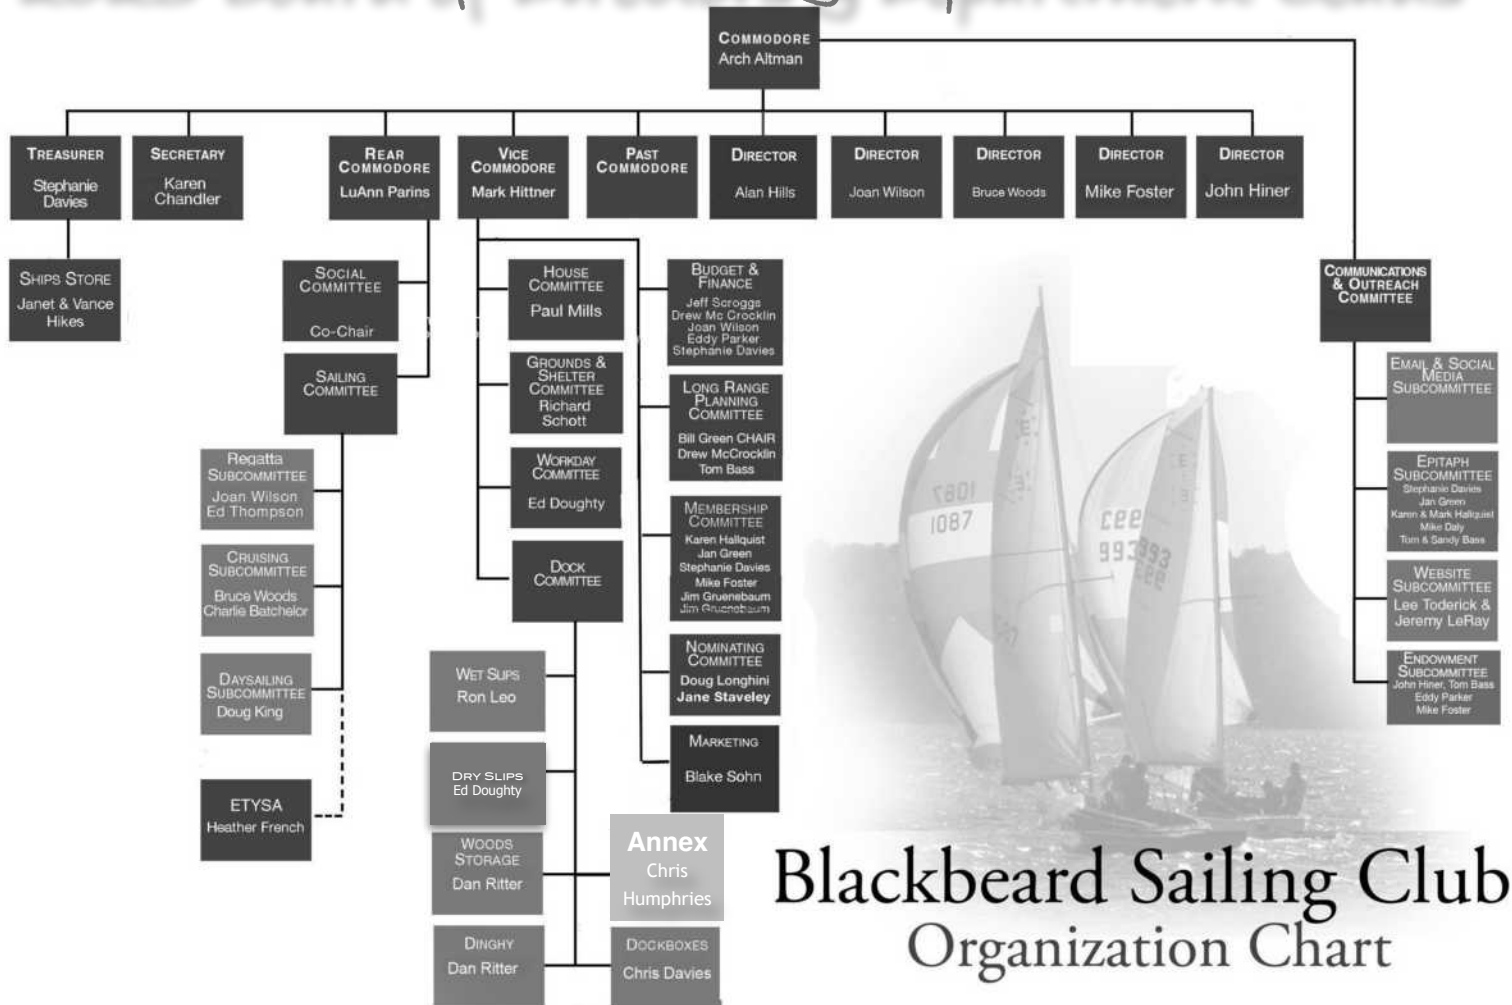 COMMODORE
Arch Altman
TREASURER
Stephanie
Davies
SECRETARY
Karen
Chandler
REAR
COMMODORE
LuAnn Parins
VICE
COMMODORE
Mark Hittner
PAST
COMMODORE
DIRECTOR
Alan Hills
DIRECTOR
Joan Wilson
DIRECTOR
Bruce Woods
DIRECTOR
Mike Foster
DIRECTOR
John Hiner
SHIPS STORE
Janet & Vance
Hikes
SOCIAL
COMMITTEE
Co-Chair
SAILING
COMMITTEE
Regatta
SUBCOMMITTEE
Joan Wilson
Ed Thompson
CRUISING
SUBCOMMITTEE
Bruce Woods
Charlie Batchelor
DAYSAILING
SUBCOMMITTEE
Doug King
ETYSA
Heather French
HOUSE
COMMITTEE
Paul Mills
GROUNDS &
SHELTER
COMMITTEE
Richard
Schott
WORKDAY
COMMITTEE
Ed Doughty
DOCK
COMMITTEE
WET SLIPS
Ron Leo
DRY SLIPS
Ed Doughty
WOODS
STORAGE
Dan Ritter
DINGHY
Dan Ritter
Annex
Chris
Humphries
DOCKBOXES
Chris Davies
BUDGET &
FINANCE
Jeff Scroggs
Drew Mc Crocklin
Joan Wilson
Eddy Parker
Stephanie Davies
LONG RANGE
PLANNING
COMMITTEE
Bill Green CHAIR
Drew McCrocklin
Tom Bass
MEMBERSHIP
COMMITTEE
Karen Hallquist
Jan Green
Stephanie Davies
Mike Foster
Jim Gruenebaum
Jim Gruenebaum
NOMINATING
COMMITTEE
Doug Longhini
Jane Staveley
MARKETING
Blake Sohn
COMMUNICATIONS
& OUTREACH
COMMITTEE
EMAIL & SOCIAL
MEDIA
SUBCOMMITTEE
EPITAPH
SUBCOMMITTEE
Stephanie Davies
Jan Green
Karen & Mark Hallquist
Mike Daly
Tom & Sandy Bass
WEBSITE
SUBCOMMITTEE
Lee Toderick &
Jeremy LeRay
ENDOWMENT
SUBCOMMITTEE
John Hiner, Tom Bass
Eddy Parker
Mike Foster
1087
1087
993
993
993
Blackbeard Sailing Club
Organization Chart